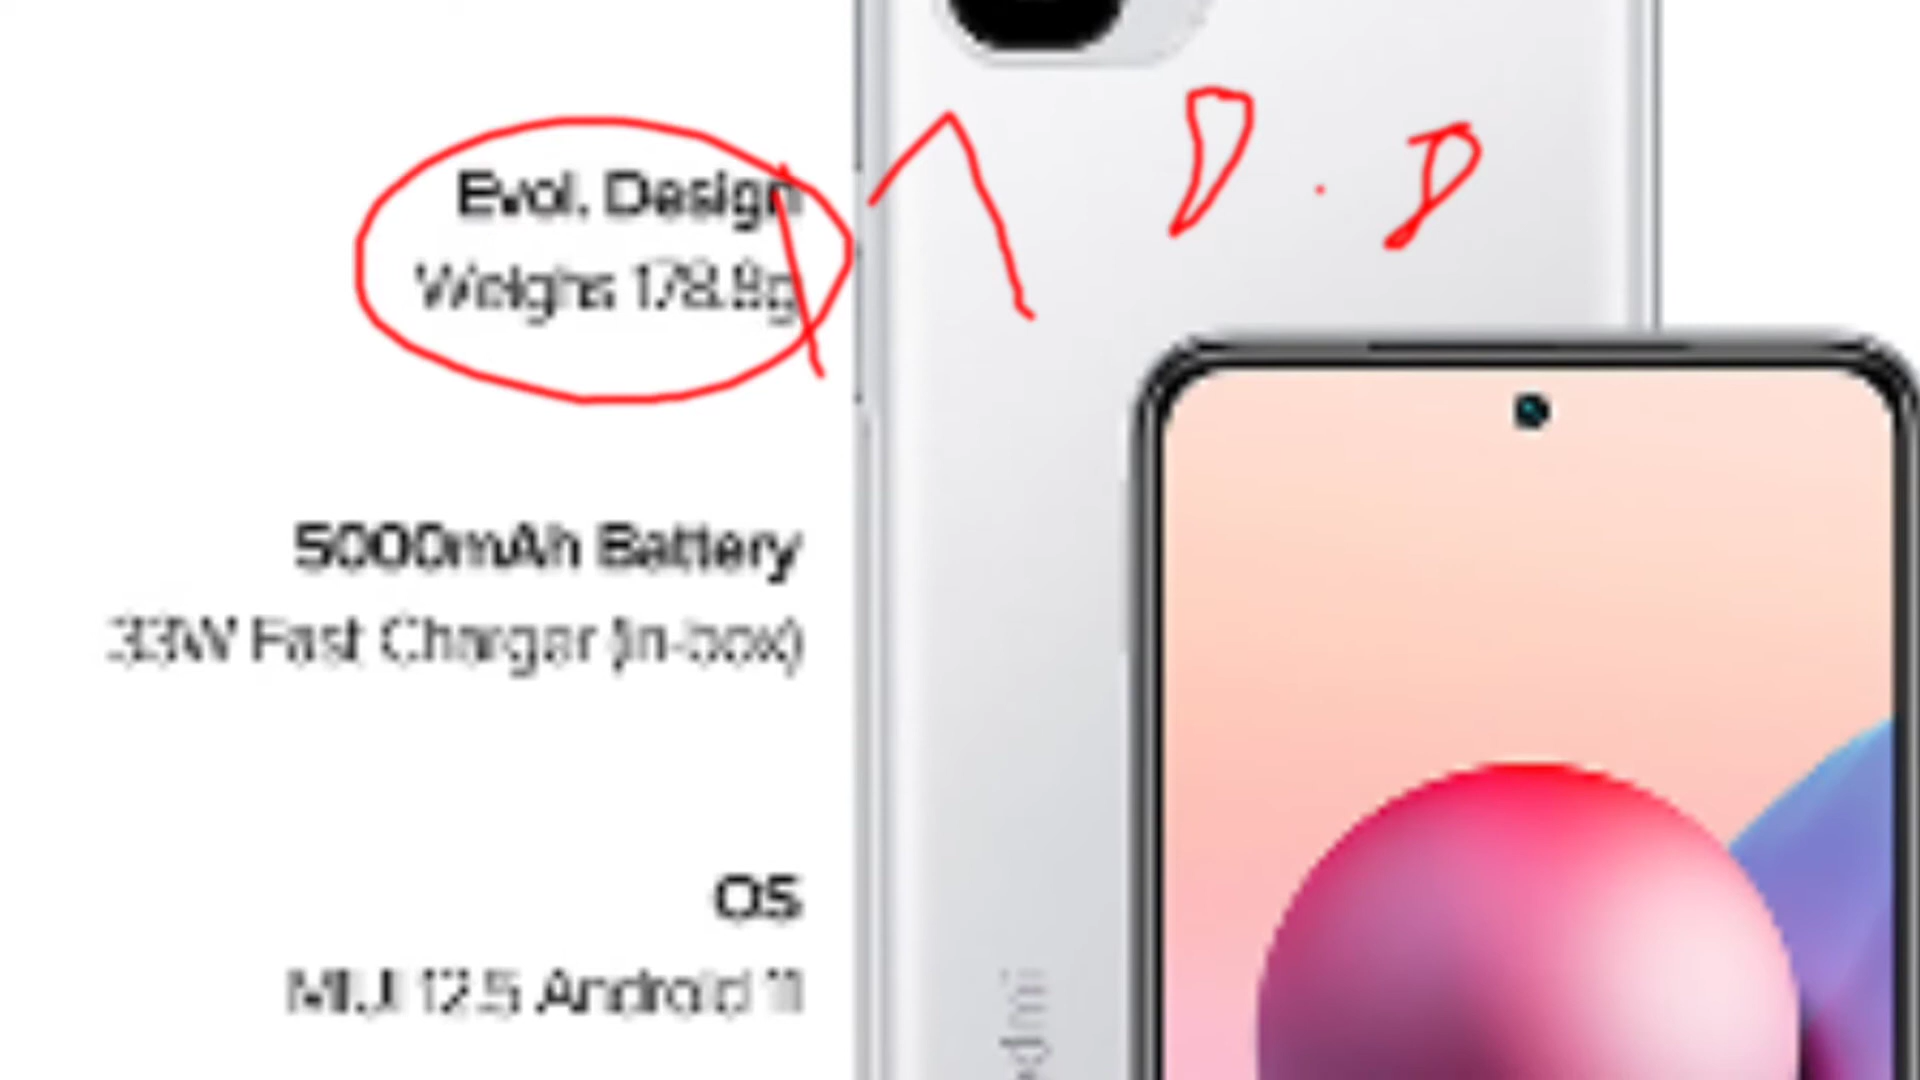 Evol. Design
Weighs 178.8g
5000mAh Battery
33W Fast Charger (in-box)
OS
MIUI 12.5 Android 11